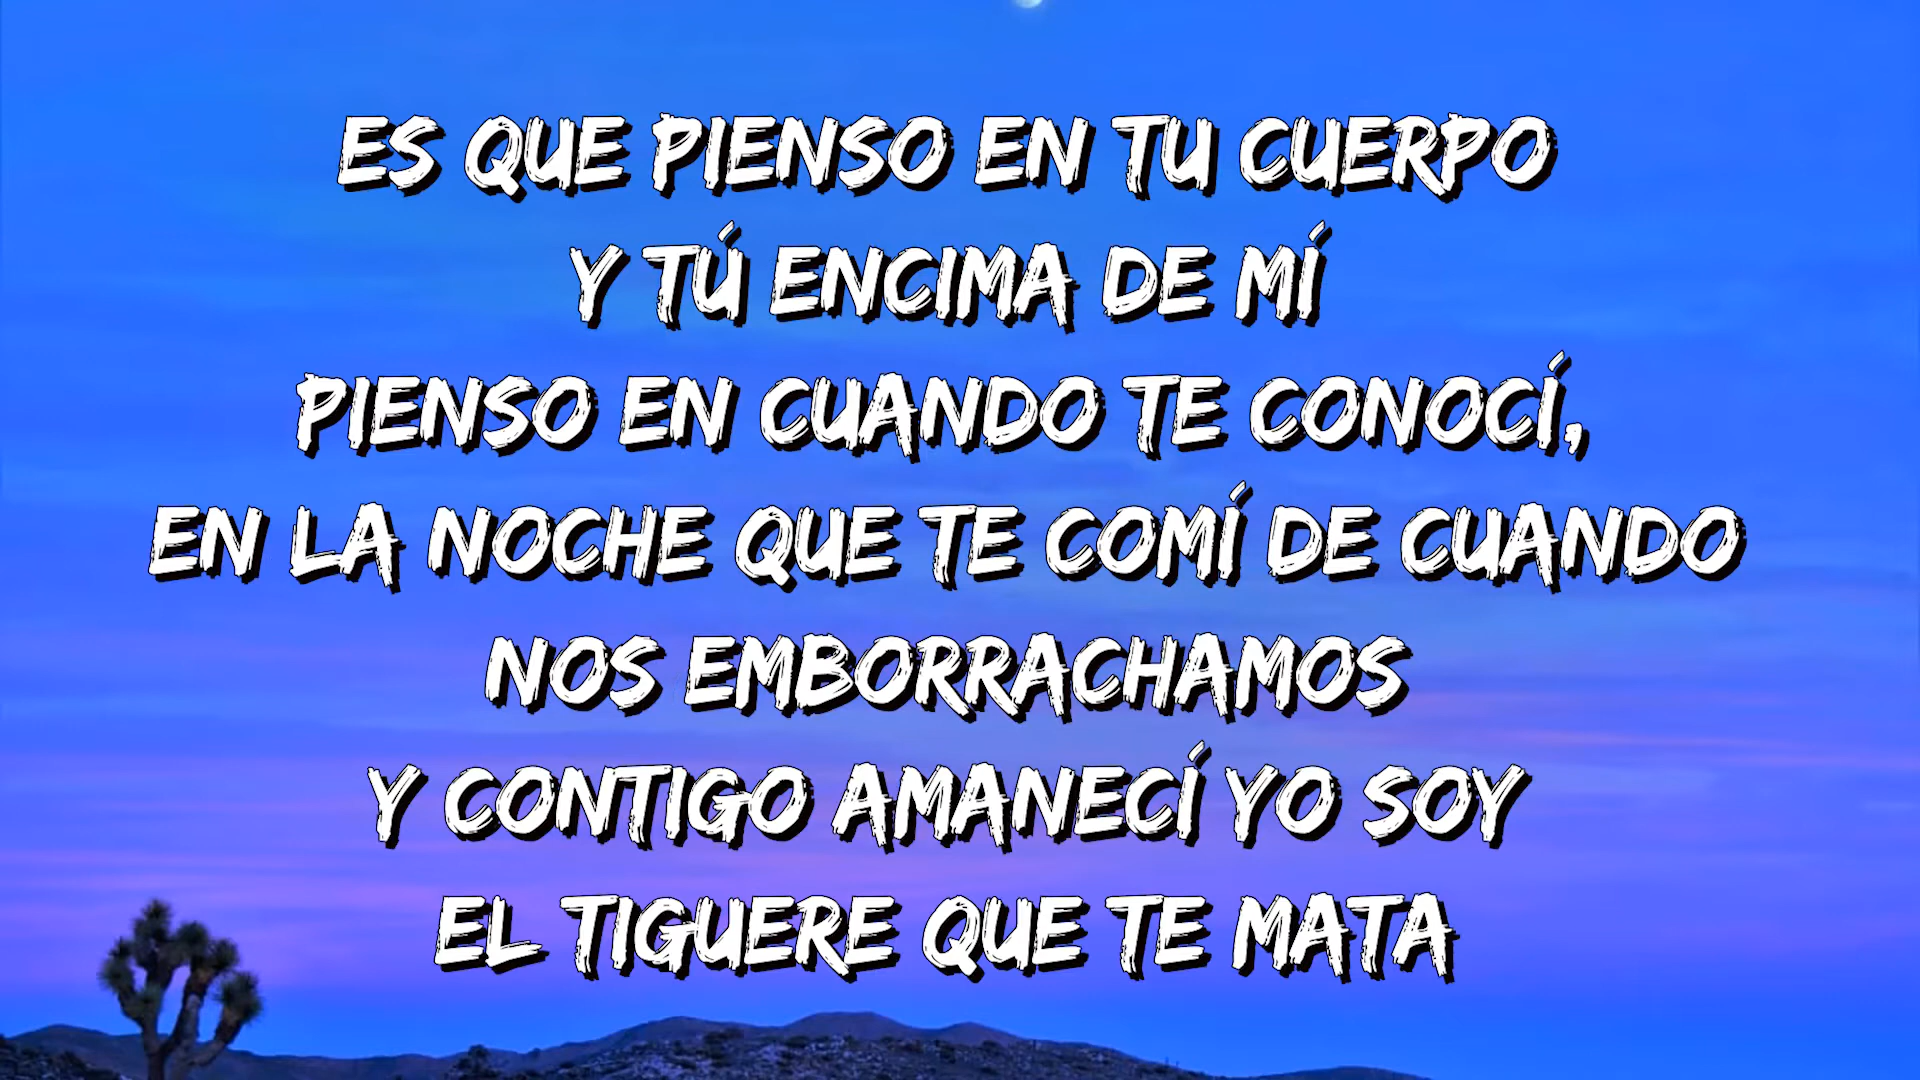 ES QUE PIENSO EN TU CUERPO
Y TÚ ENCIMA DE MÍ
PIENSO EN CUANDO TE CONOCÍ,
EN LA NOCHE QUE TE COMÍ DE CUANDO
NOS EMBORRACHAMOS
Y CONTIGO AMANECÍ YO SOY
EL TIGUERE QUE TE MATA